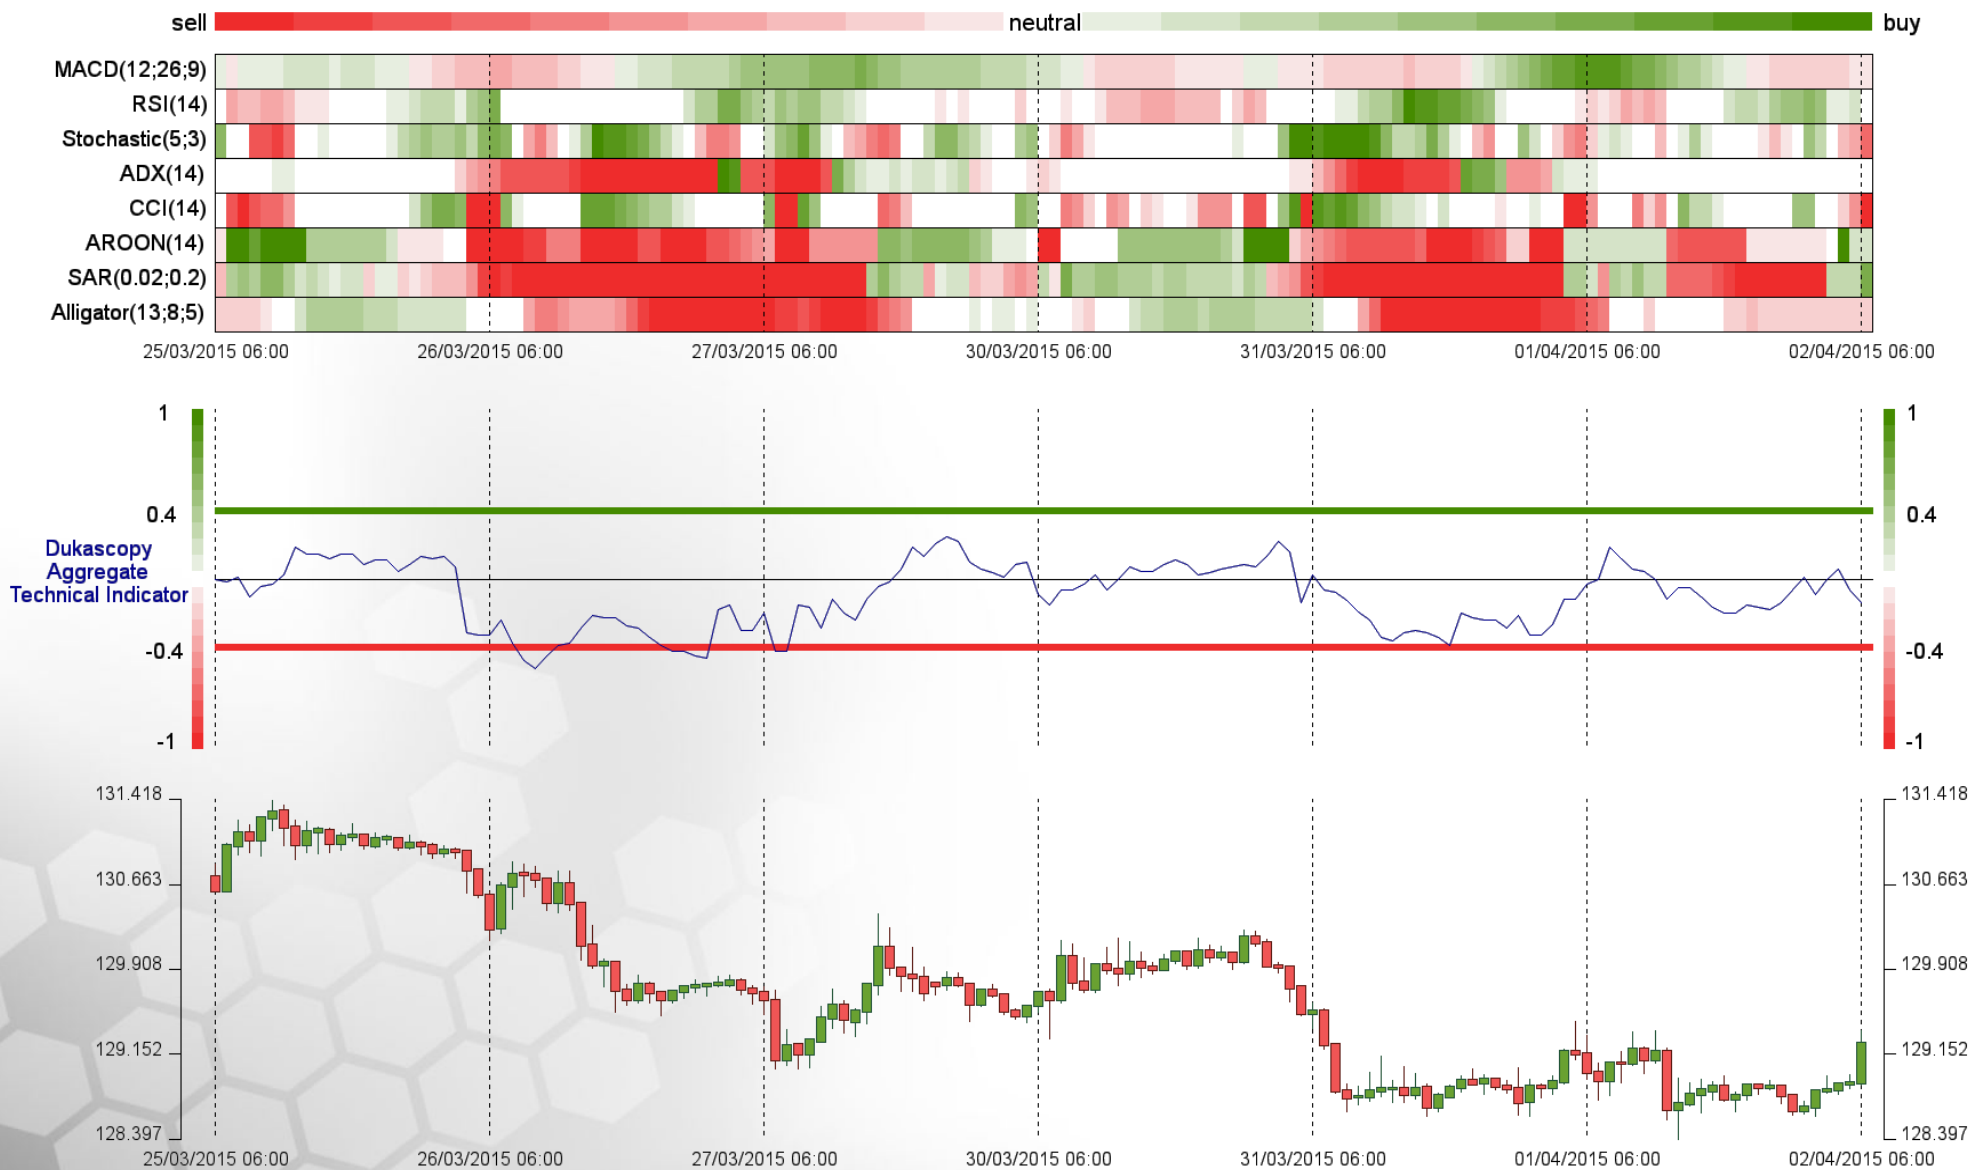 sell neutral buy
MACD(12;26;9)
RSI(14)
Stochastic(5;3)
ADX(14)
CCI(14)
AROON(14)
SAR(0.02;0.2)
Alligator(13;8;5)
25/03/2015 06:00 26/03/2015 06:00 27/03/2015 06:00 30/03/2015 06:00 31/03/2015 06:00 01/04/2015 06:00 02/04/2015 06:00
1 1
0.4 0.4
Dukascopy
Aggregate
Technical Indicator
-0.4 -0.4
-1 -1
131.418 131.418
130.663 130.663
129.908 129.908
129.152 129.152
128.397 128.397
25/03/2015 06:00 26/03/2015 06:00 27/03/2015 06:00 30/03/2015 06:00 31/03/2015 06:00 01/04/2015 06:00 02/04/2015 06:00